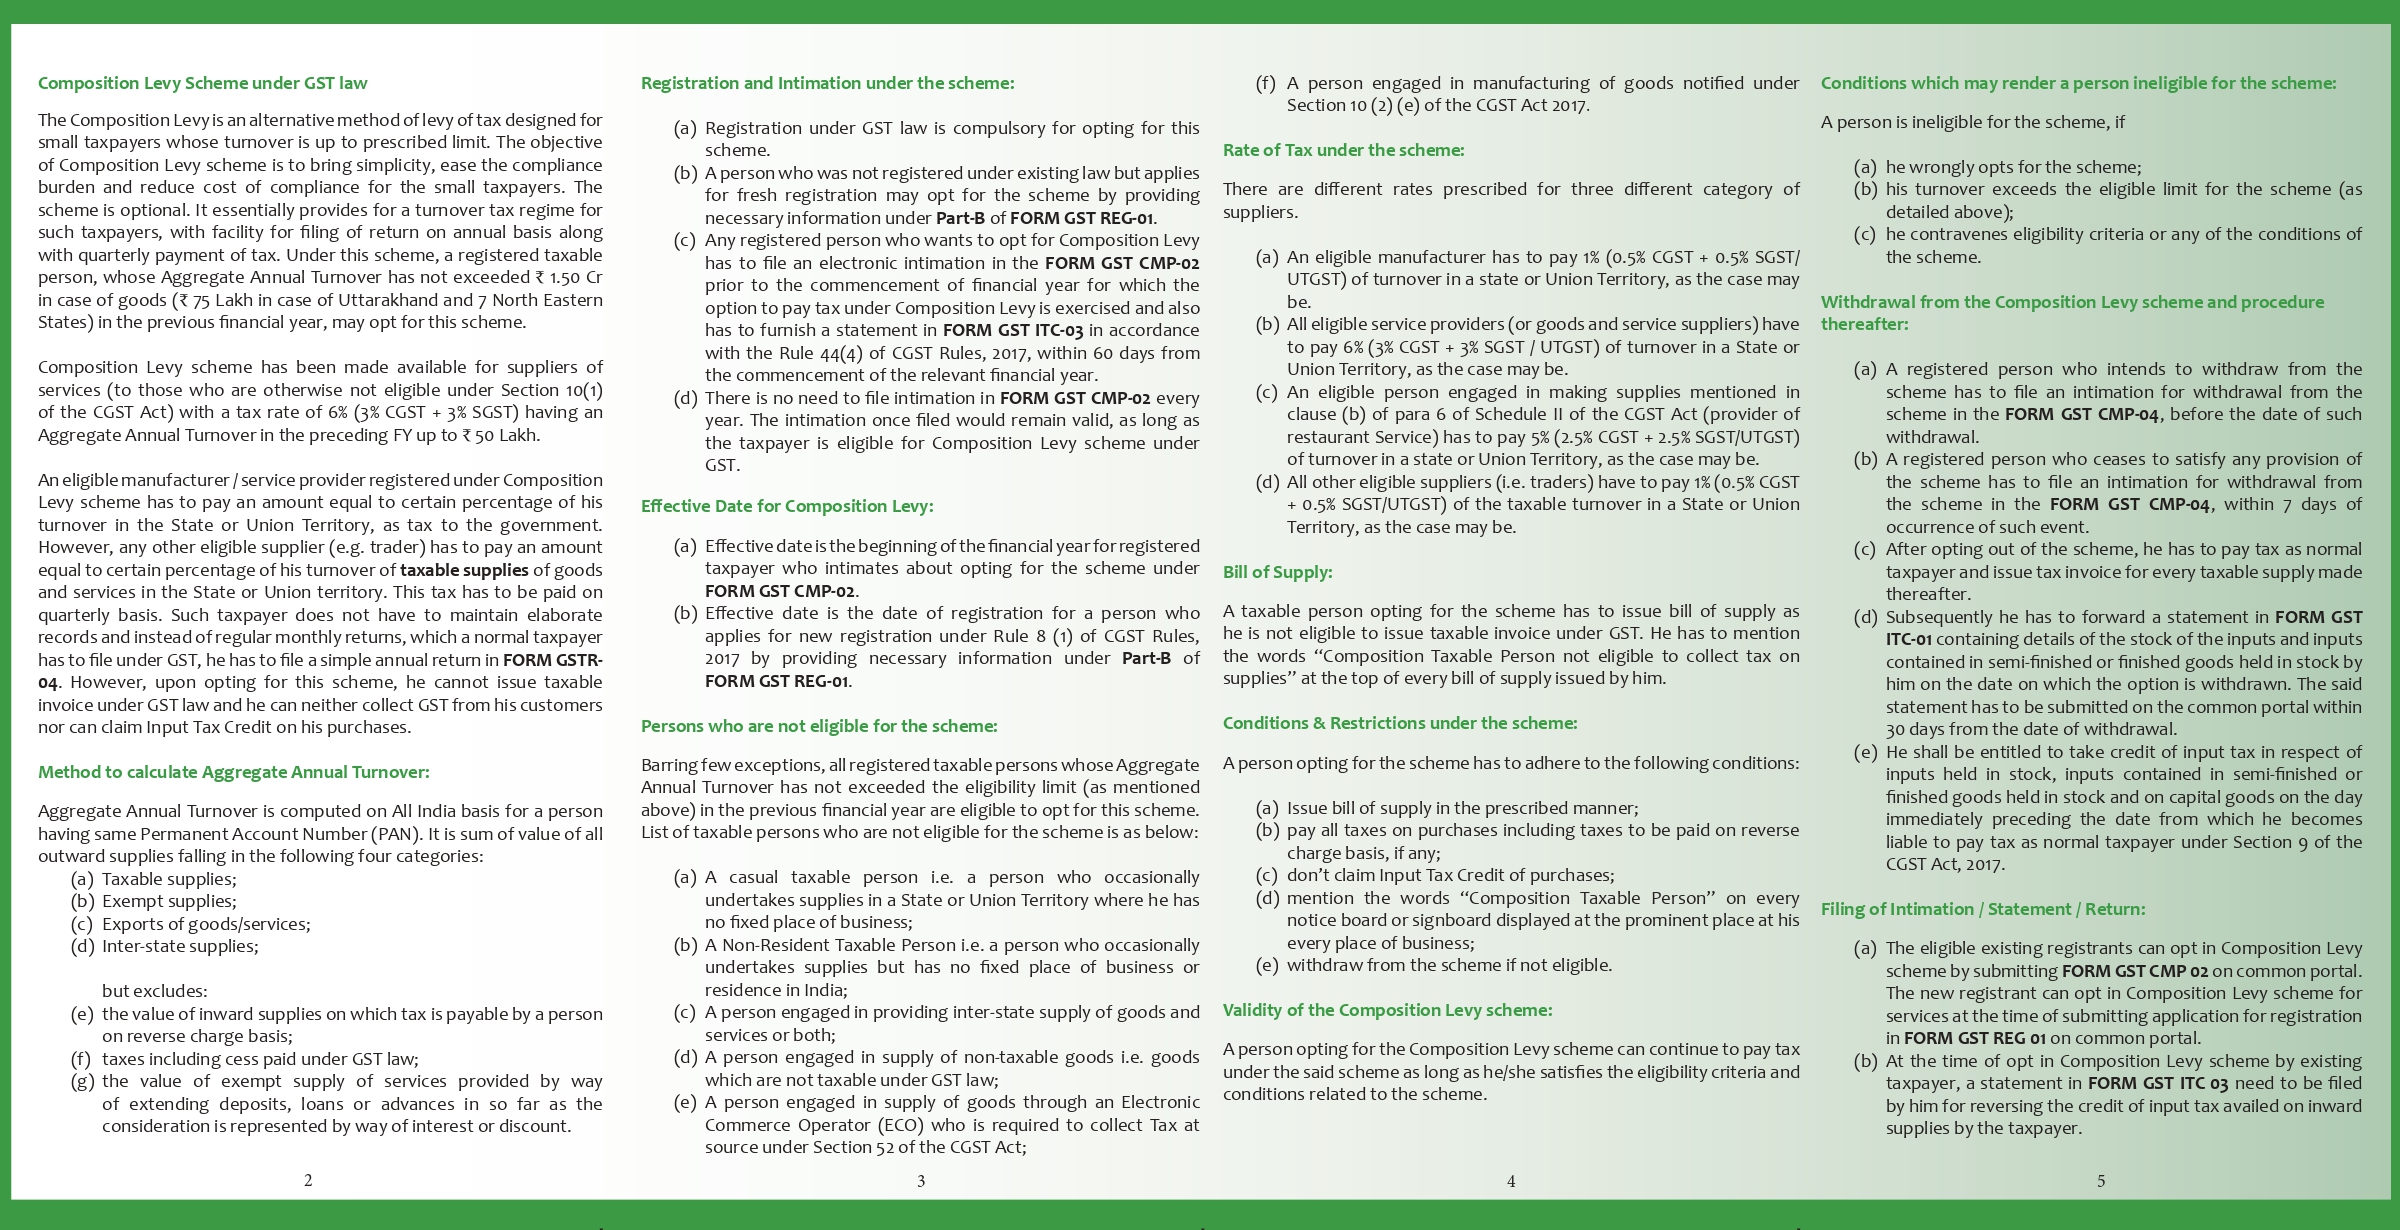 Composition Levy Scheme under GST law
The Composition Levy is an alternative method of levy of tax designed for
small taxpayers whose turnover is up to prescribed limit. The objective
of Composition Levy scheme is to bring simplicity, ease the compliance
burden and reduce cost of compliance for the small taxpayers. The
scheme is optional. It essentially provides for a turnover tax regime for
such taxpayers, with facility for filing of return on annual basis along
with quarterly payment of tax. Under this scheme, a registered taxable
person, whose Aggregate Annual Turnover has not exceeded ₹ 1.50 Cr
in case of goods (₹ 75 Lakh in case of Uttarakhand and 7 North Eastern
States) in the previous financial year, may opt for this scheme.
Composition Levy scheme has been made available for suppliers of
services (to those who are otherwise not eligible under Section 10(1)
of the CGST Act) with a tax rate of 6% (3% CGST + 3% SGST) having an
Aggregate Annual Turnover in the preceding FY up to ₹ 50 Lakh.
An eligible manufacturer / service provider registered under Composition
Levy scheme has to pay an amount equal to certain percentage of his
turnover in the State or Union Territory, as tax to the government.
However, any other eligible supplier (e.g. trader) has to pay an amount
equal to certain percentage of his turnover of taxable supplies of goods
and services in the State or Union territory. This tax has to be paid on
quarterly basis. Such taxpayer does not have to maintain elaborate
records and instead of regular monthly returns, which a normal taxpayer
has to file under GST, he has to file a simple annual return in FORM GSTR-
04. However, upon opting for this scheme, he cannot issue taxable
invoice under GST law and he can neither collect GST from his customers
nor can claim Input Tax Credit on his purchases.
Method to calculate Aggregate Annual Turnover:
Aggregate Annual Turnover is computed on All India basis for a person
having same Permanent Account Number (PAN). It is sum of value of all
outward supplies falling in the following four categories:
(a) Taxable supplies;
(b) Exempt supplies;
(c) Exports of goods/services;
(d) Inter-state supplies;
but excludes:
(e) the value of inward supplies on which tax is payable by a person
on reverse charge basis;
(f) taxes including cess paid under GST law;
(g) the value of exempt supply of services provided by way
of extending deposits, loans or advances in so far as the
consideration is represented by way of interest or discount.
2
Registration and Intimation under the scheme:
(a) Registration under GST law is compulsory for opting for this
scheme.
(b) A person who was not registered under existing law but applies
for fresh registration may opt for the scheme by providing
necessary information under Part-B of FORM GST REG-01.
(c) Any registered person who wants to opt for Composition Levy
has to file an electronic intimation in the FORM GST CMP-02
prior to the commencement of financial year for which the
option to pay tax under Composition Levy is exercised and also
has to furnish a statement in FORM GST ITC-03 in accordance
with the Rule 44(4) of CGST Rules, 2017, within 60 days from
the commencement of the relevant financial year.
(d) There is no need to file intimation in FORM GST CMP-02 every
year. The intimation once filed would remain valid, as long as
the taxpayer is eligible for Composition Levy scheme under
GST.
Effective Date for Composition Levy:
(a) Effective date is the beginning of the financial year for registered
taxpayer who intimates about opting for the scheme under
FORM GST CMP-02.
(b) Effective date is the date of registration for a person who
applies for new registration under Rule 8 (1) of CGST Rules,
2017 by providing necessary information under Part-B of
FORM GST REG-01.
Persons who are not eligible for the scheme:
Barring few exceptions, all registered taxable persons whose Aggregate
Annual Turnover has not exceeded the eligibility limit (as mentioned
above) in the previous financial year are eligible to opt for this scheme.
List of taxable persons who are not eligible for the scheme is as below:
(a) A casual taxable person i.e. a person who occasionally
undertakes supplies in a State or Union Territory where he has
no fixed place of business;
(b) A Non-Resident Taxable Person i.e. a person who occasionally
undertakes supplies but has no fixed place of business or
residence in India;
(c) A person engaged in providing inter-state supply of goods and
services or both;
(d) A person engaged in supply of non-taxable goods i.e. goods
which are not taxable under GST law;
(e) A person engaged in supply of goods through an Electronic
Commerce Operator (ECO) who is required to collect Tax at
source under Section 52 of the CGST Act;
3
(f) A person engaged in manufacturing of goods notified under
Section 10 (2) (e) of the CGST Act 2017.
Rate of Tax under the scheme:
There are different rates prescribed for three different category of
suppliers.
(a) An eligible manufacturer has to pay 1% (0.5% CGST + 0.5% SGST/
UTGST) of turnover in a state or Union Territory, as the case may
be.
(b) All eligible service providers (or goods and service suppliers) have
to pay 6% (3% CGST + 3% SGST / UTGST) of turnover in a State or
Union Territory, as the case may be.
(c) An eligible person engaged in making supplies mentioned in
clause (b) of para 6 of Schedule II of the CGST Act (provider of
restaurant Service) has to pay 5% (2.5% CGST + 2.5% SGST/UTGST)
of turnover in a state or Union Territory, as the case may be.
(d) All other eligible suppliers (i.e. traders) have to pay 1% (0.5% CGST
+ 0.5% SGST/UTGST) of the taxable turnover in a State or Union
Territory, as the case may be.
Bill of Supply:
A taxable person opting for the scheme has to issue bill of supply as
he is not eligible to issue taxable invoice under GST. He has to mention
the words “Composition Taxable Person not eligible to collect tax on
supplies” at the top of every bill of supply issued by him.
Conditions & Restrictions under the scheme:
A person opting for the scheme has to adhere to the following conditions:
(a) Issue bill of supply in the prescribed manner;
(b) pay all taxes on purchases including taxes to be paid on reverse
charge basis, if any;
(c) don’t claim Input Tax Credit of purchases;
(d) mention the words “Composition Taxable Person” on every
notice board or signboard displayed at the prominent place at his
every place of business;
(e) withdraw from the scheme if not eligible.
Validity of the Composition Levy scheme:
A person opting for the Composition Levy scheme can continue to pay tax
under the said scheme as long as he/she satisfies the eligibility criteria and
conditions related to the scheme.
4
Conditions which may render a person ineligible for the scheme:
A person is ineligible for the scheme, if
(a) he wrongly opts for the scheme;
(b) his turnover exceeds the eligible limit for the scheme (as
detailed above);
(c) he contravenes eligibility criteria or any of the conditions of
the scheme.
Withdrawal from the Composition Levy scheme and procedure
thereafter:
(a) A registered person who intends to withdraw from the
scheme has to file an intimation for withdrawal from the
scheme in the FORM GST CMP-04, before the date of such
withdrawal.
(b) A registered person who ceases to satisfy any provision of
the scheme has to file an intimation for withdrawal from
the scheme in the FORM GST CMP-04, within 7 days of
occurrence of such event.
(c) After opting out of the scheme, he has to pay tax as normal
taxpayer and issue tax invoice for every taxable supply made
thereafter.
(d) Subsequently he has to forward a statement in FORM GST
ITC-01 containing details of the stock of the inputs and inputs
contained in semi-finished or finished goods held in stock by
him on the date on which the option is withdrawn. The said
statement has to be submitted on the common portal within
30 days from the date of withdrawal.
(e) He shall be entitled to take credit of input tax in respect of
inputs held in stock, inputs contained in semi-finished or
finished goods held in stock and on capital goods on the day
immediately preceding the date from which he becomes
liable to pay tax as normal taxpayer under Section 9 of the
CGST Act, 2017.
Filing of Intimation / Statement / Return:
(a) The eligible existing registrants can opt in Composition Levy
scheme by submitting FORM GST CMP 02 on common portal.
The new registrant can opt in Composition Levy scheme for
services at the time of submitting application for registration
in FORM GST REG 01 on common portal.
(b) At the time of opt in Composition Levy scheme by existing
taxpayer, a statement in FORM GST ITC 03 need to be filed
by him for reversing the credit of input tax availed on inward
supplies by the taxpayer.
5